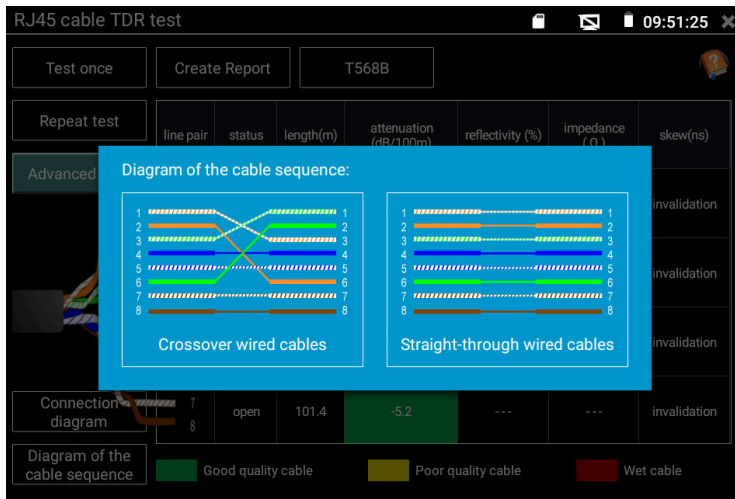 RJ45 cable TDR test
09:51:25
Test once
Create Report
T568B
Repeat test
line pair
status
length(m)
attenuation
(dB/100m)
reflectivity (%)
impedance
( Ω )
skew(ns)
Advanced
Diagram of the cable sequence:
1 1
2 2
3 3
4 4
5 5
6 6
7 7
8 8
Crossover wired cables
1 1
2 2
3 3
4 4
5 5
6 6
7 7
8 8
Straight-through wired cables
invalidation
invalidation
invalidation
Connection
diagram
7
8
open
101.4
-5.2
---
---
invalidation
Diagram of the
cable sequence
Good quality cable
Poor quality cable
Wet cable